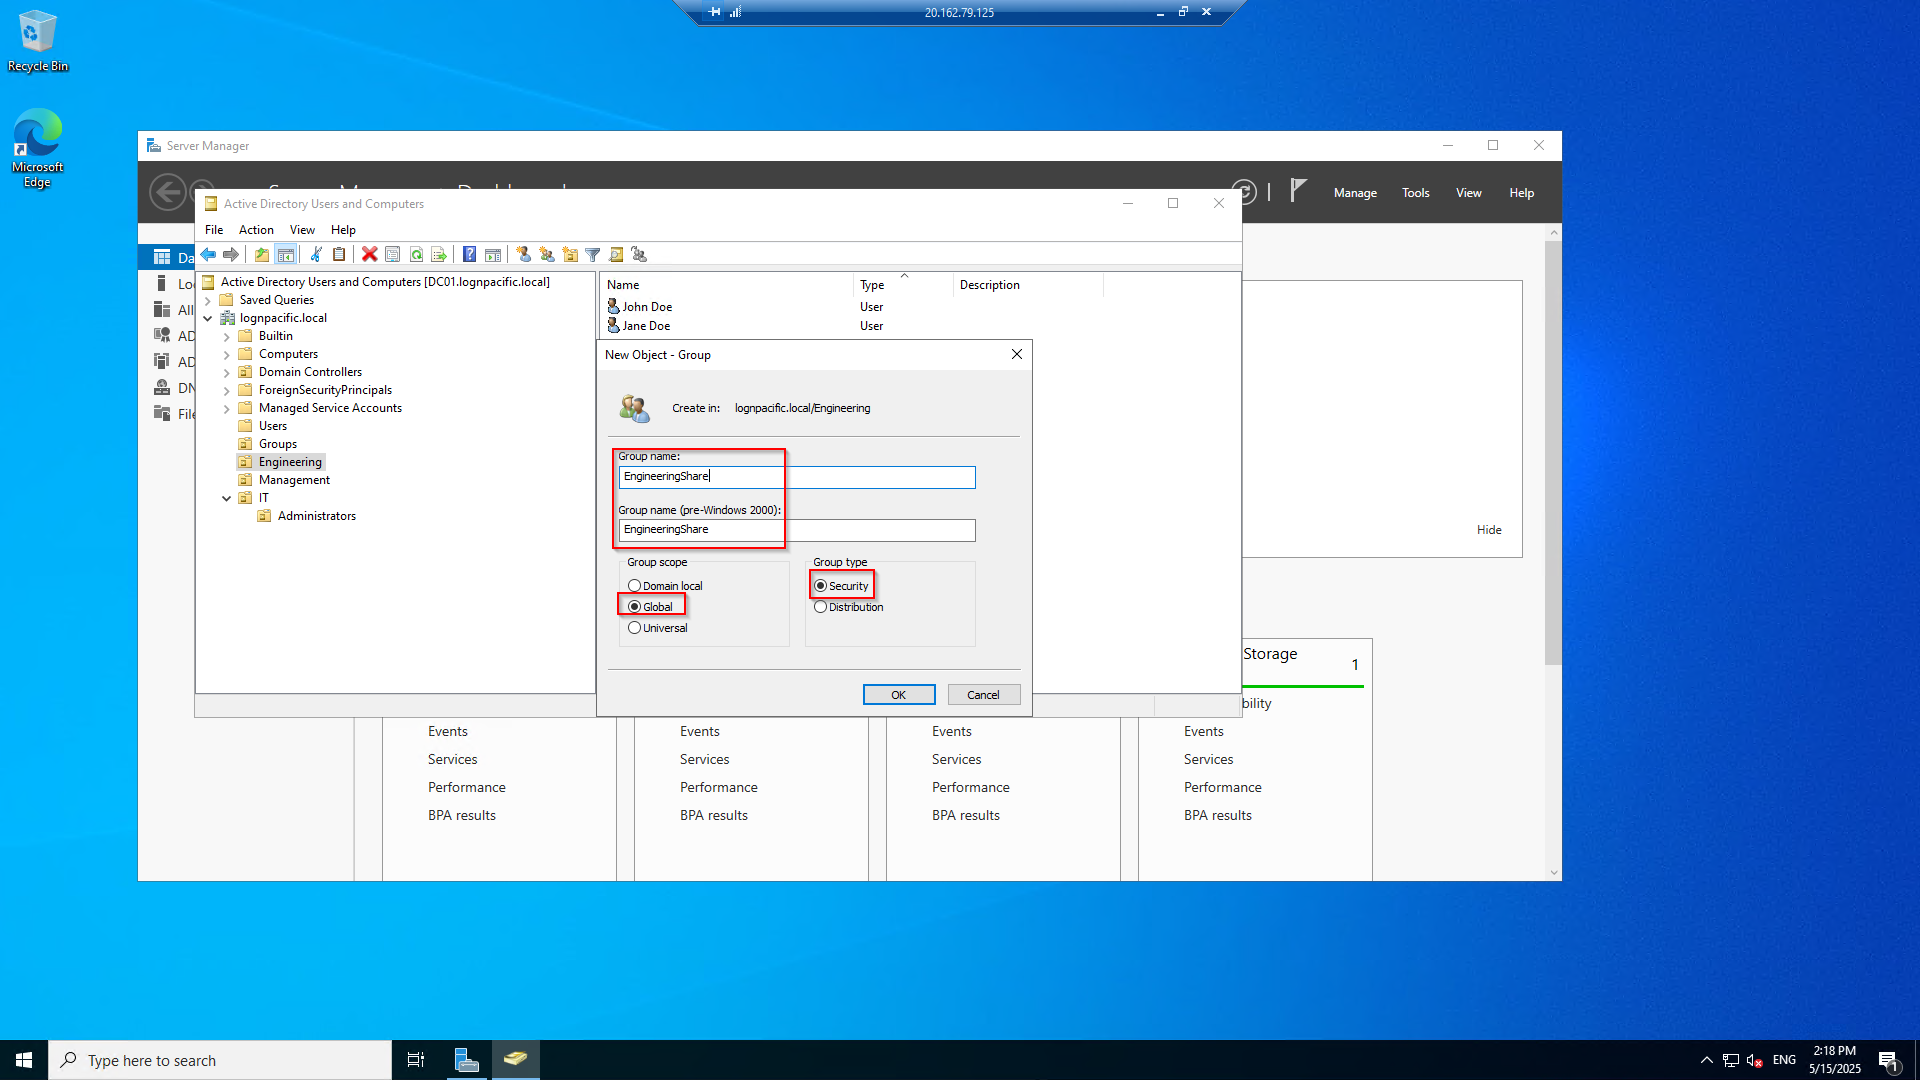 20.162.79.125
Recycle Bin
Microsoft
Edge
Server Manager
Manage
Tools
View
Help
Active Directory Users and Computers
File
Action
View
Help
Active Directory Users and Computers [DC01.lognpacific.local]
Saved Queries
lognpacific.local
Builtin
Computers
Domain Controllers
ForeignSecurityPrincipals
Managed Service Accounts
Users
Groups
Engineering
Management
IT
Administrators
Name
Type
Description
John Doe
User
Jane Doe
User
Da
Lo
All
AD
AD
DN
File
New Object - Group
Create in:
lognpacific.local/Engineering
Group name:
EngineeringShare
Group name (pre-Windows 2000):
EngineeringShare
Group scope
Domain local
Global
Universal
Group type
Security
Distribution
OK
Cancel
Hide
Storage
1
bility
Events
Services
Performance
BPA results
Events
Services
Performance
BPA results
Events
Services
Performance
BPA results
Events
Services
Performance
BPA results
Type here to search
ENG
2:18 PM
5/15/2025
1